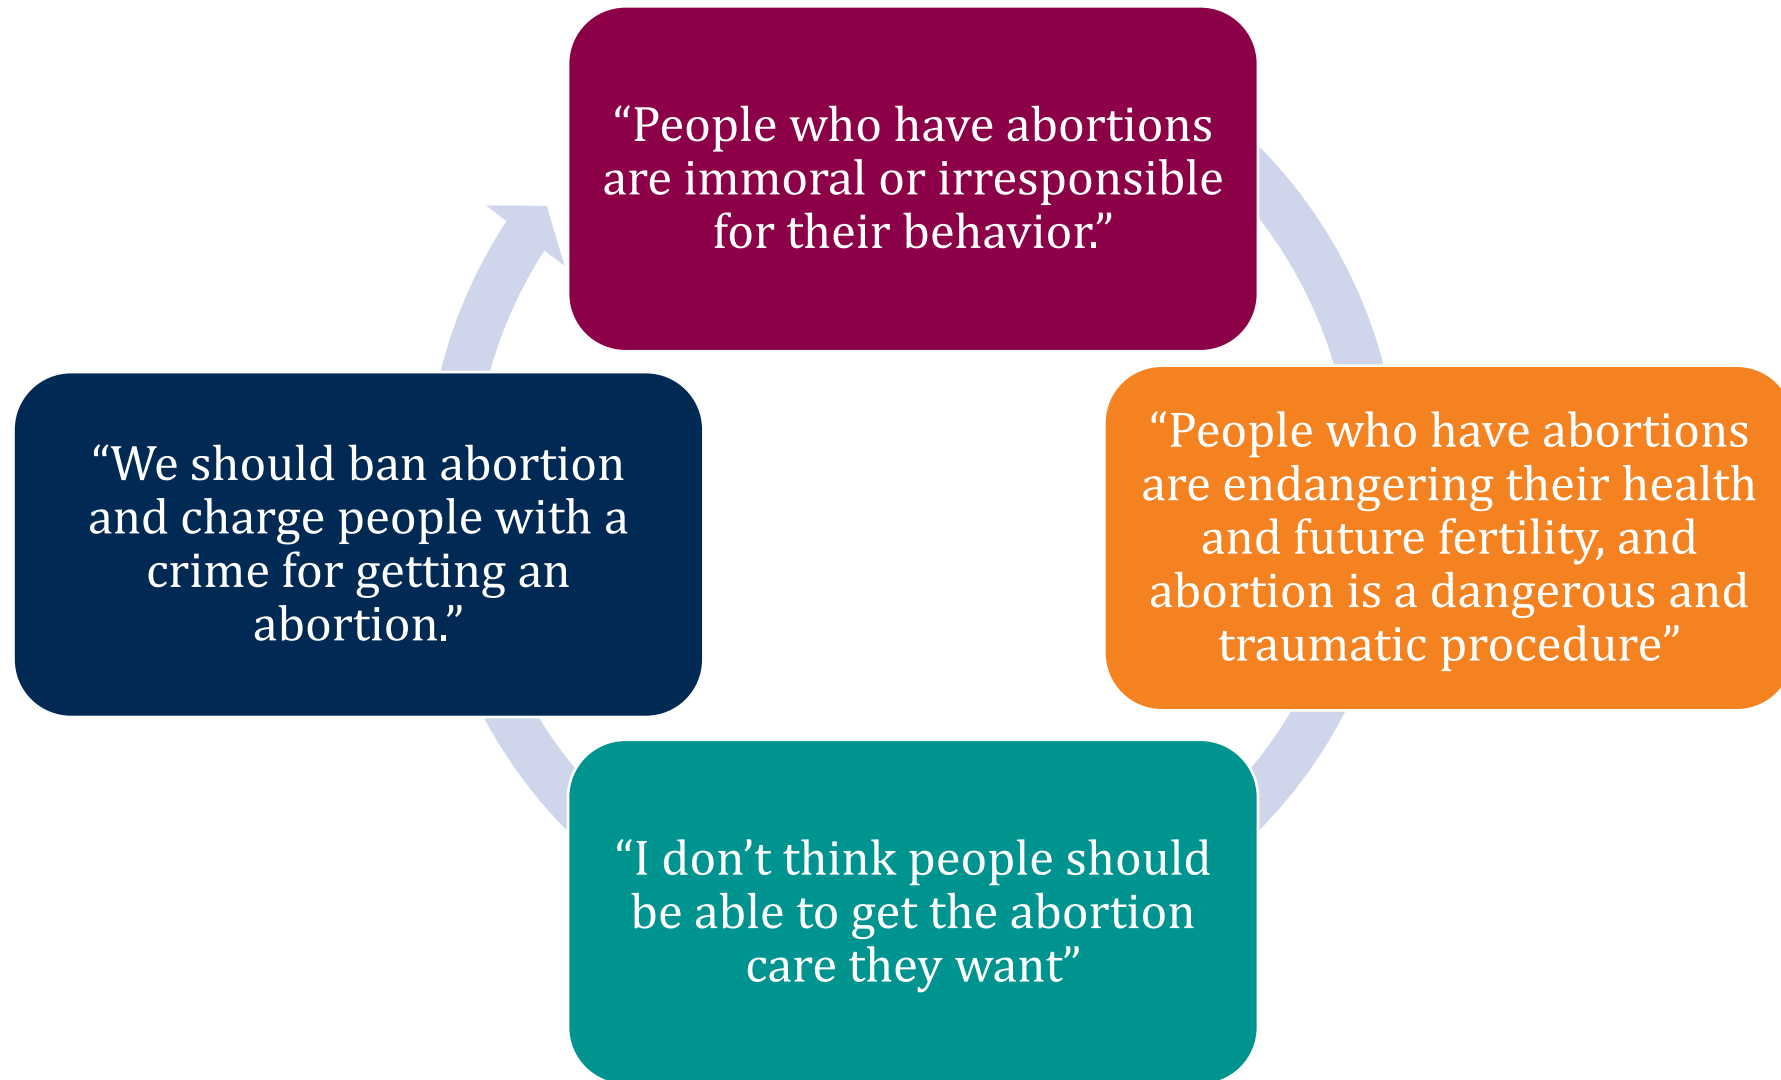 “People who have abortions
are immoral or irresponsible
for their behavior.”
“People who have abortions
are endangering their health
and future fertility, and
abortion is a dangerous and
traumatic procedure”
“I don’t think people should
be able to get the abortion
care they want”
“We should ban abortion
and charge people with a
crime for getting an
abortion.”